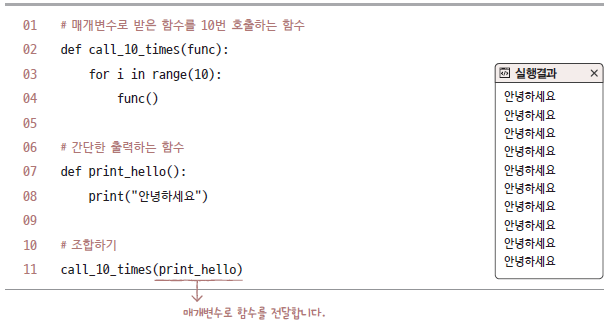 01 # 매개변수로 받은 함수를 10번 호출하는 함수
02 def call_10_times(func):
03     for i in range(10):
04         func()
05
06 # 간단한 출력하는 함수
07 def print_hello():
08     print("안녕하세요")
09
10 # 조합하기
11 call_10_times(print_hello)
매개변수로 함수를 전달합니다.
실행결과 ×
안녕하세요
안녕하세요
안녕하세요
안녕하세요
안녕하세요
안녕하세요
안녕하세요
안녕하세요
안녕하세요
안녕하세요